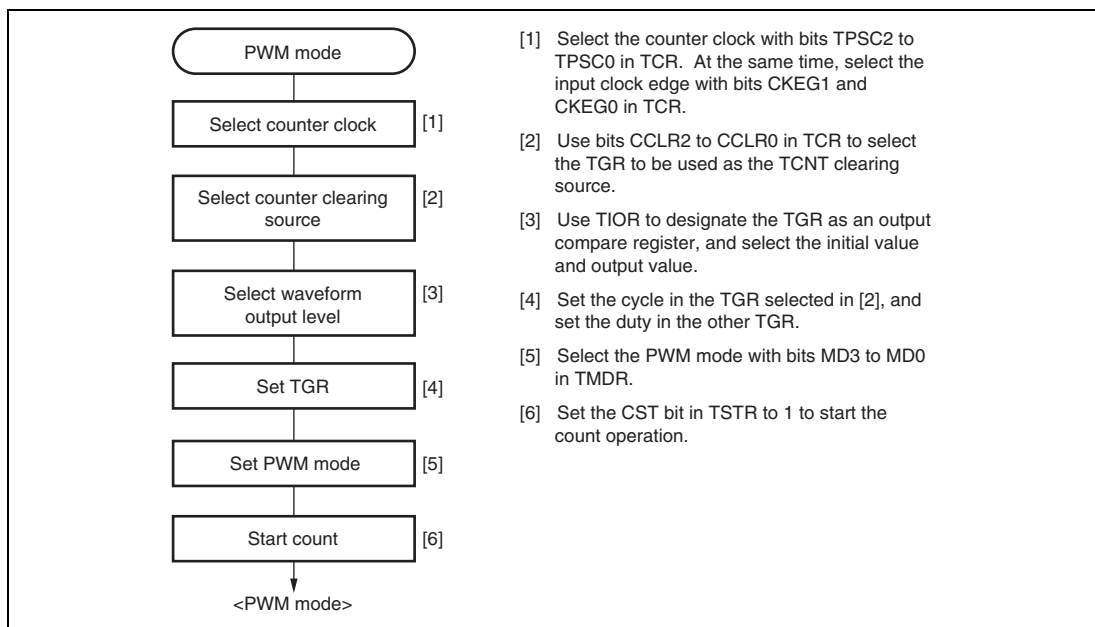 PWM mode
Select counter clock
[1]
Select counter clearing
source
[2]
Select waveform
output level
[3]
Set TGR
[4]
Set PWM mode
[5]
Start count
[6]
<PWM mode>
[1] Select the counter clock with bits TPSC2 to
TPSC0 in TCR. At the same time, select the
input clock edge with bits CKEG1 and
CKEG0 in TCR.
[2] Use bits CCLR2 to CCLR0 in TCR to select
the TGR to be used as the TCNT clearing
source.
[3] Use TIOR to designate the TGR as an output
compare register, and select the initial value
and output value.
[4] Set the cycle in the TGR selected in [2], and
set the duty in the other TGR.
[5] Select the PWM mode with bits MD3 to MD0
in TMDR.
[6] Set the CST bit in TSTR to 1 to start the
count operation.